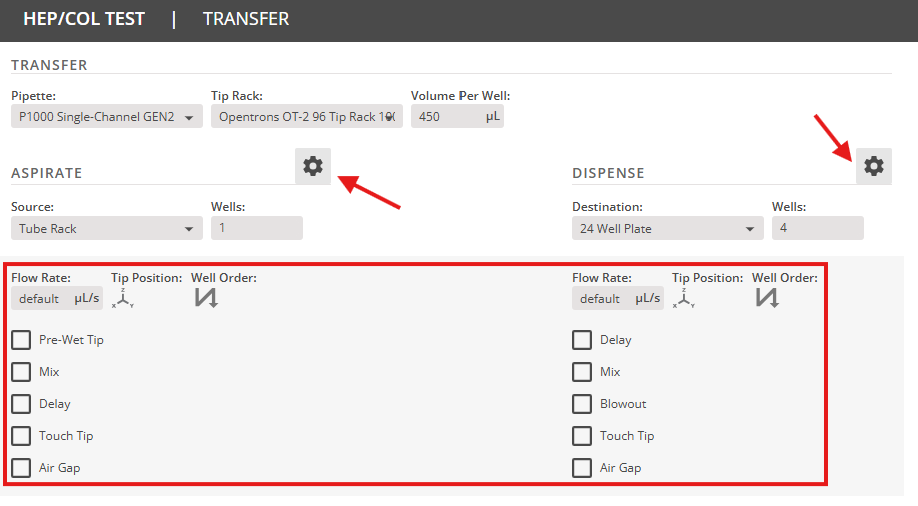 HEP/COL TEST | TRANSFER
TRANSFER
Pipette: Tip Rack: Volume Per Well:
P1000 Single-Channel GEN2 Opentrons OT-2 96 Tip Rack 450 µL
ASPIRATE DISPENSE
Source: Wells: Destination: Wells:
Tube Rack 1 24 Well Plate 4
Flow Rate: Tip Position: Well Order: Flow Rate: Tip Position: Well Order:
default µL/s Z X Y default µL/s Z X Y
Pre-Wet Tip Delay
Mix Mix
Delay Blowout
Touch Tip Touch Tip
Air Gap Air Gap